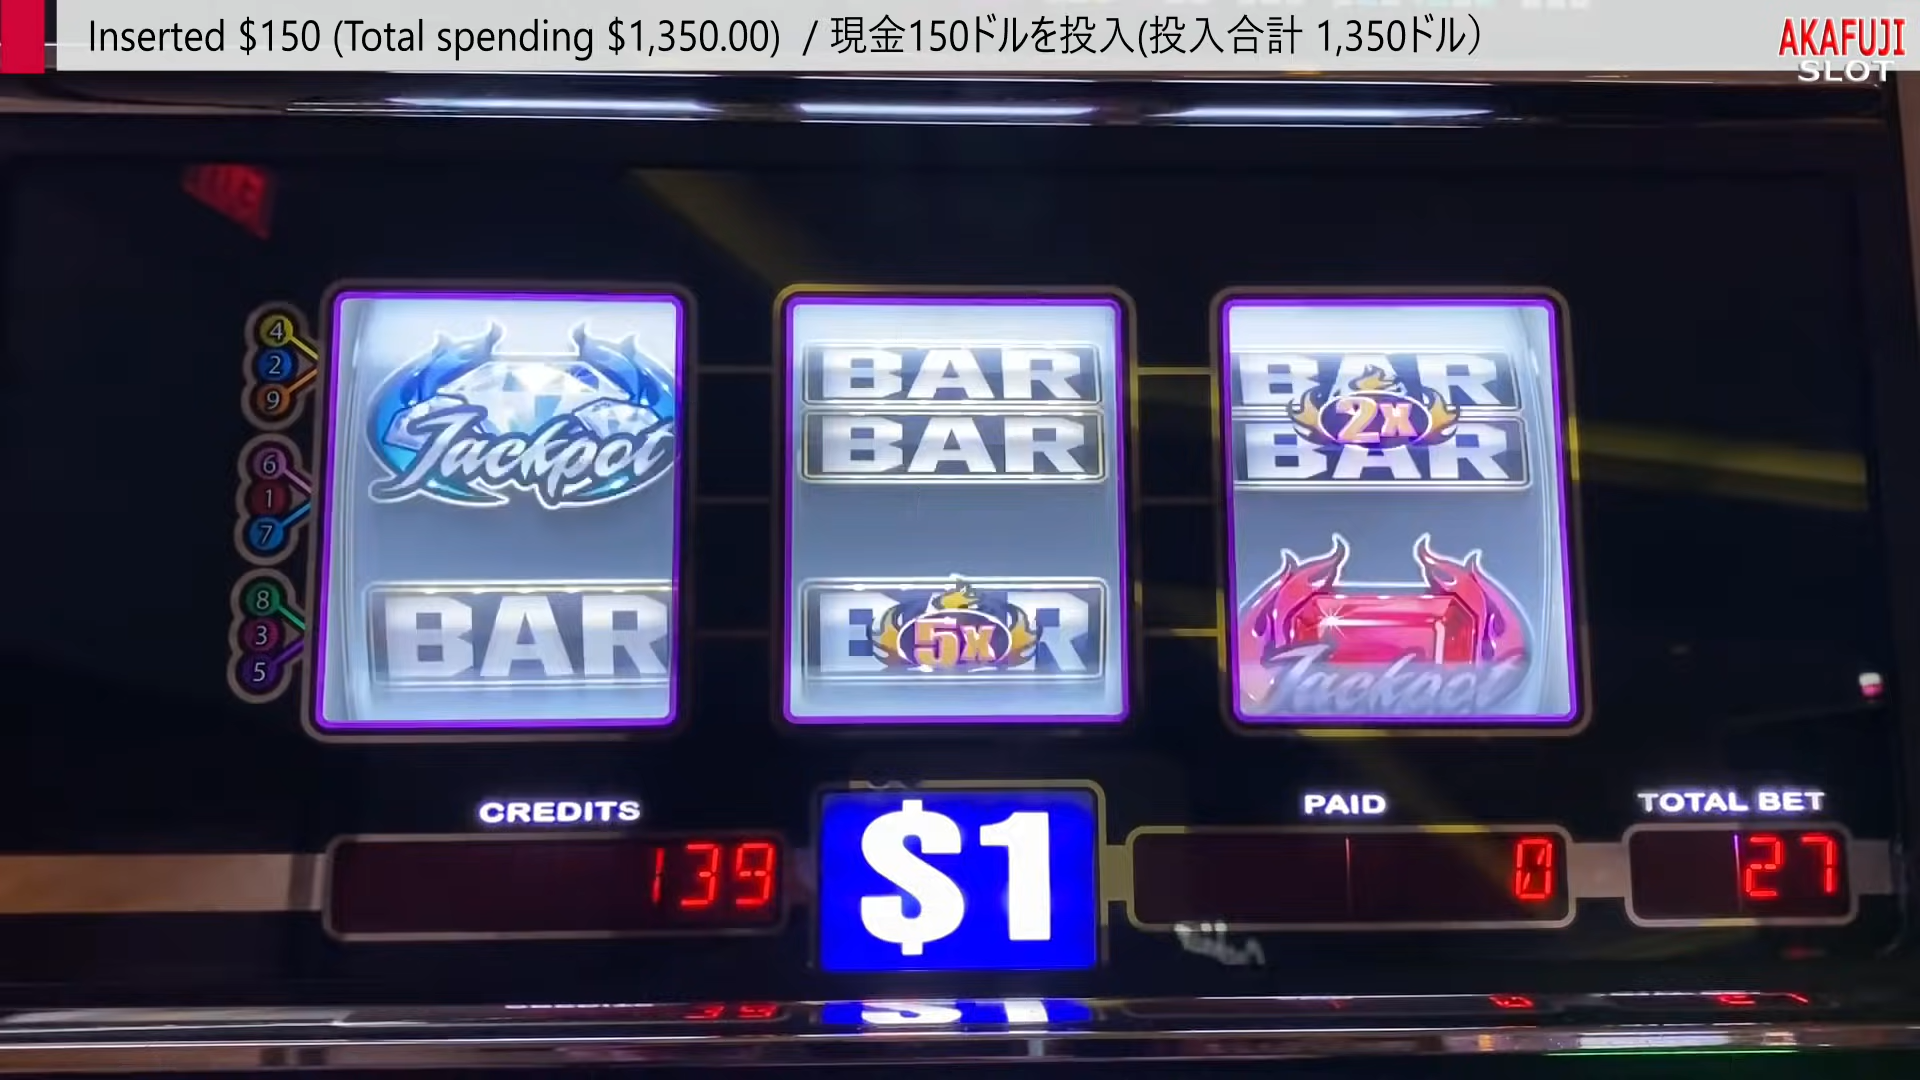 Inserted $150 (Total spending $1,350.00) / 現金150ドルを投入(投入合計 1,350ドル）
AKAFUJI
SLOT
4
2
9
6
1
7
8
3
5
Jackpot
BAR
BAR
BAR
BAR
2x
BAR
BAR
5x
Jackpot
CREDITS
139
$1
PAID
0
TOTAL BET
27